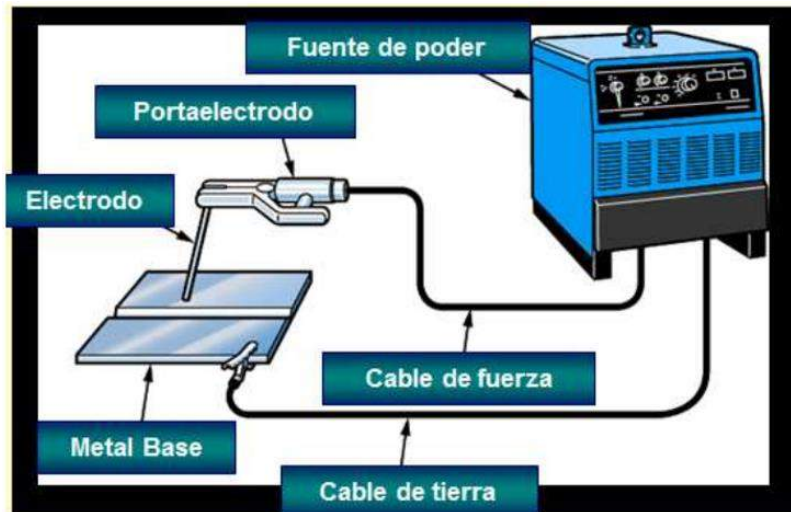 Fuente de poder
Portaelectrodo
Electrodo
Cable de fuerza
Metal Base
Cable de tierra